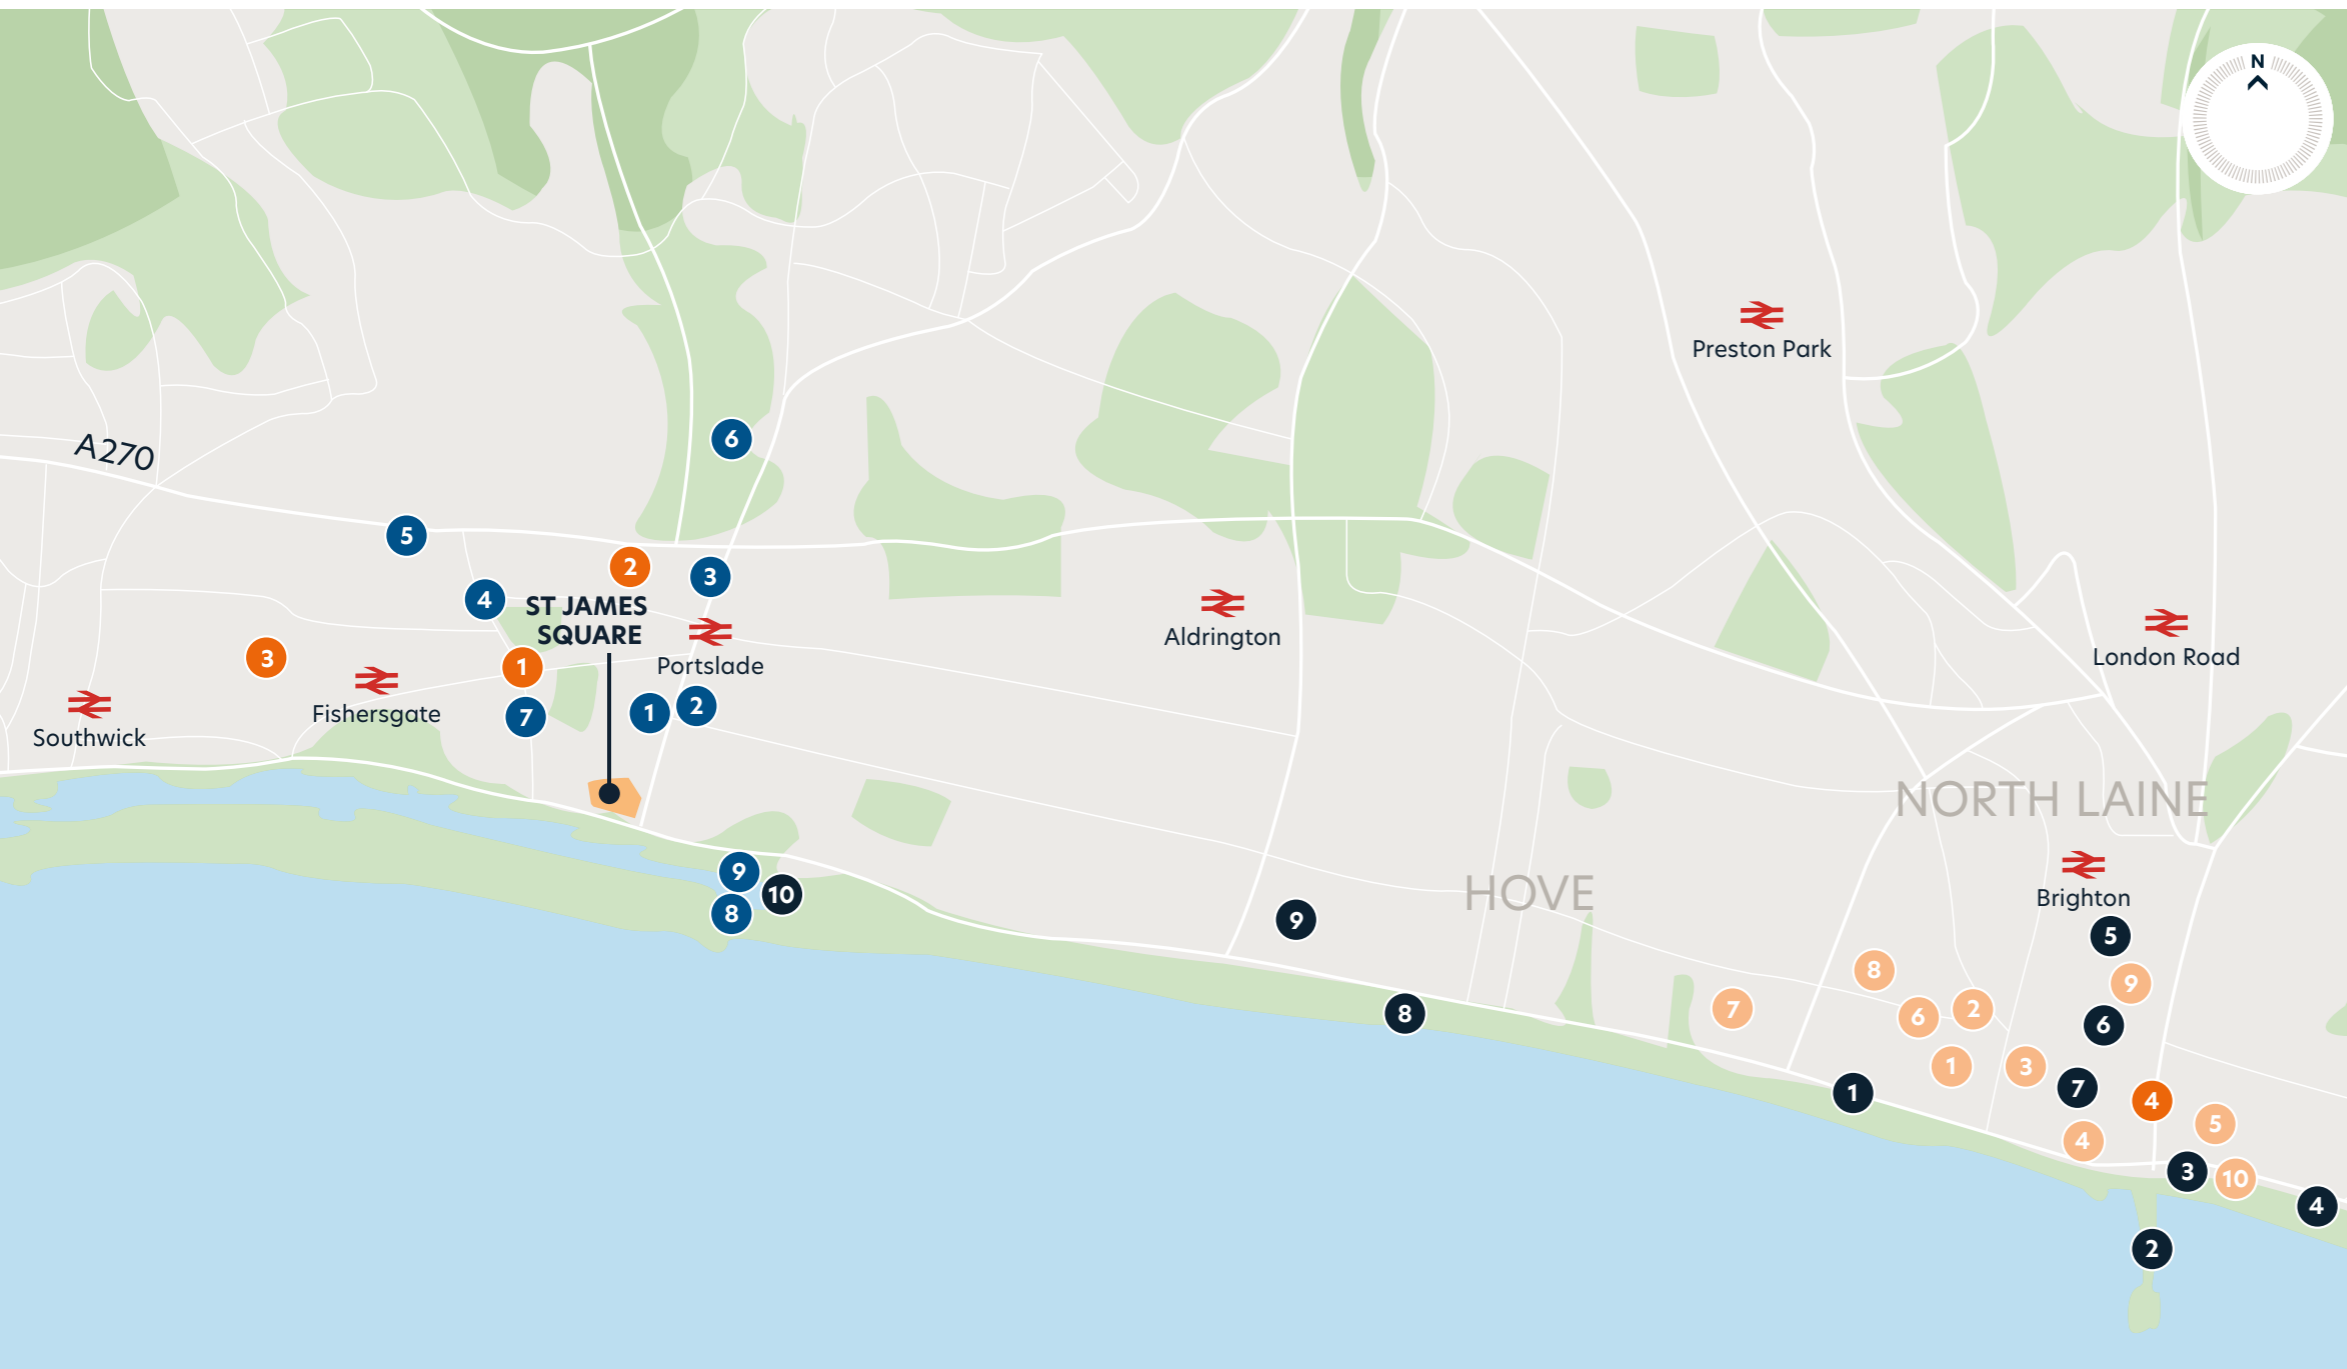 N
Preston Park
A270
6
5
2
3
4
ST JAMES
SQUARE
Aldrington
London Road
3
1
Portslade
Fishersgate
Southwick
7
1
2
NORTH LAINE
9
10
8
HOVE
9
Brighton
5
8
9
7
6
2
6
8
1
3
7
1
4
5
4
3
10
4
2